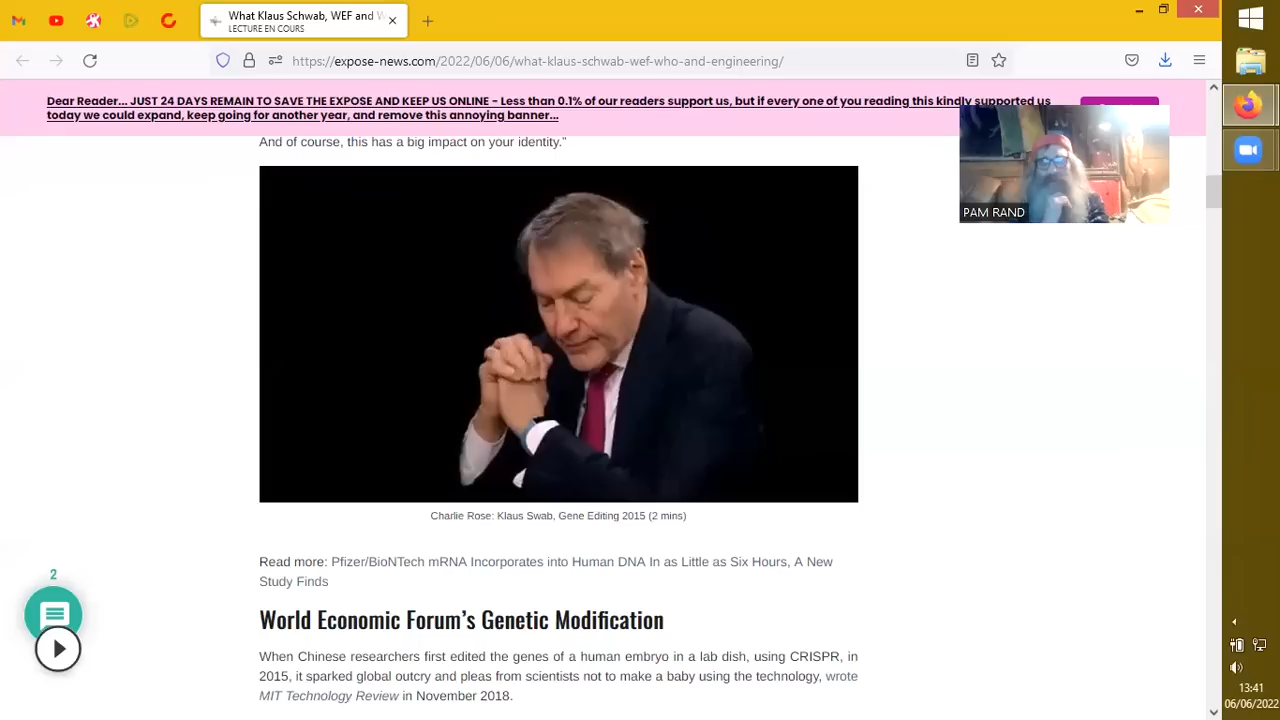 What Klaus Schwab, WEF and W
LECTURE EN COURS
https://expose-news.com/2022/06/06/what-klaus-schwab-wef-who-and-engineering/
Dear Reader... JUST 24 DAYS REMAIN TO SAVE THE EXPOSE AND KEEP US ONLINE - Less than 0.1% of our readers support us, but if every one of you reading this kindly supported us
today we could expand, keep going for another year, and remove this annoying banner...
And of course, this has a big impact on your identity.”
PAM RAND
Charlie Rose: Klaus Swab, Gene Editing 2015 (2 mins)
Read more: Pfizer/BioNTech mRNA Incorporates into Human DNA In as Little as Six Hours, A New
Study Finds
2
World Economic Forum’s Genetic Modification
When Chinese researchers first edited the genes of a human embryo in a lab dish, using CRISPR, in
2015, it sparked global outcry and pleas from scientists not to make a baby using the technology, wrote
MIT Technology Review in November 2018.
13:41
06/06/2022